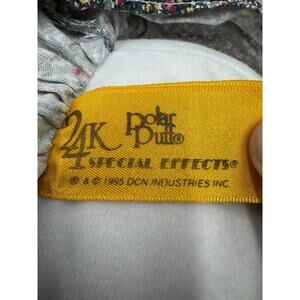 24K Polar Puff®
SPECIAL EFFECTS®
® & © 1995 DCN INDUSTRIES INC.